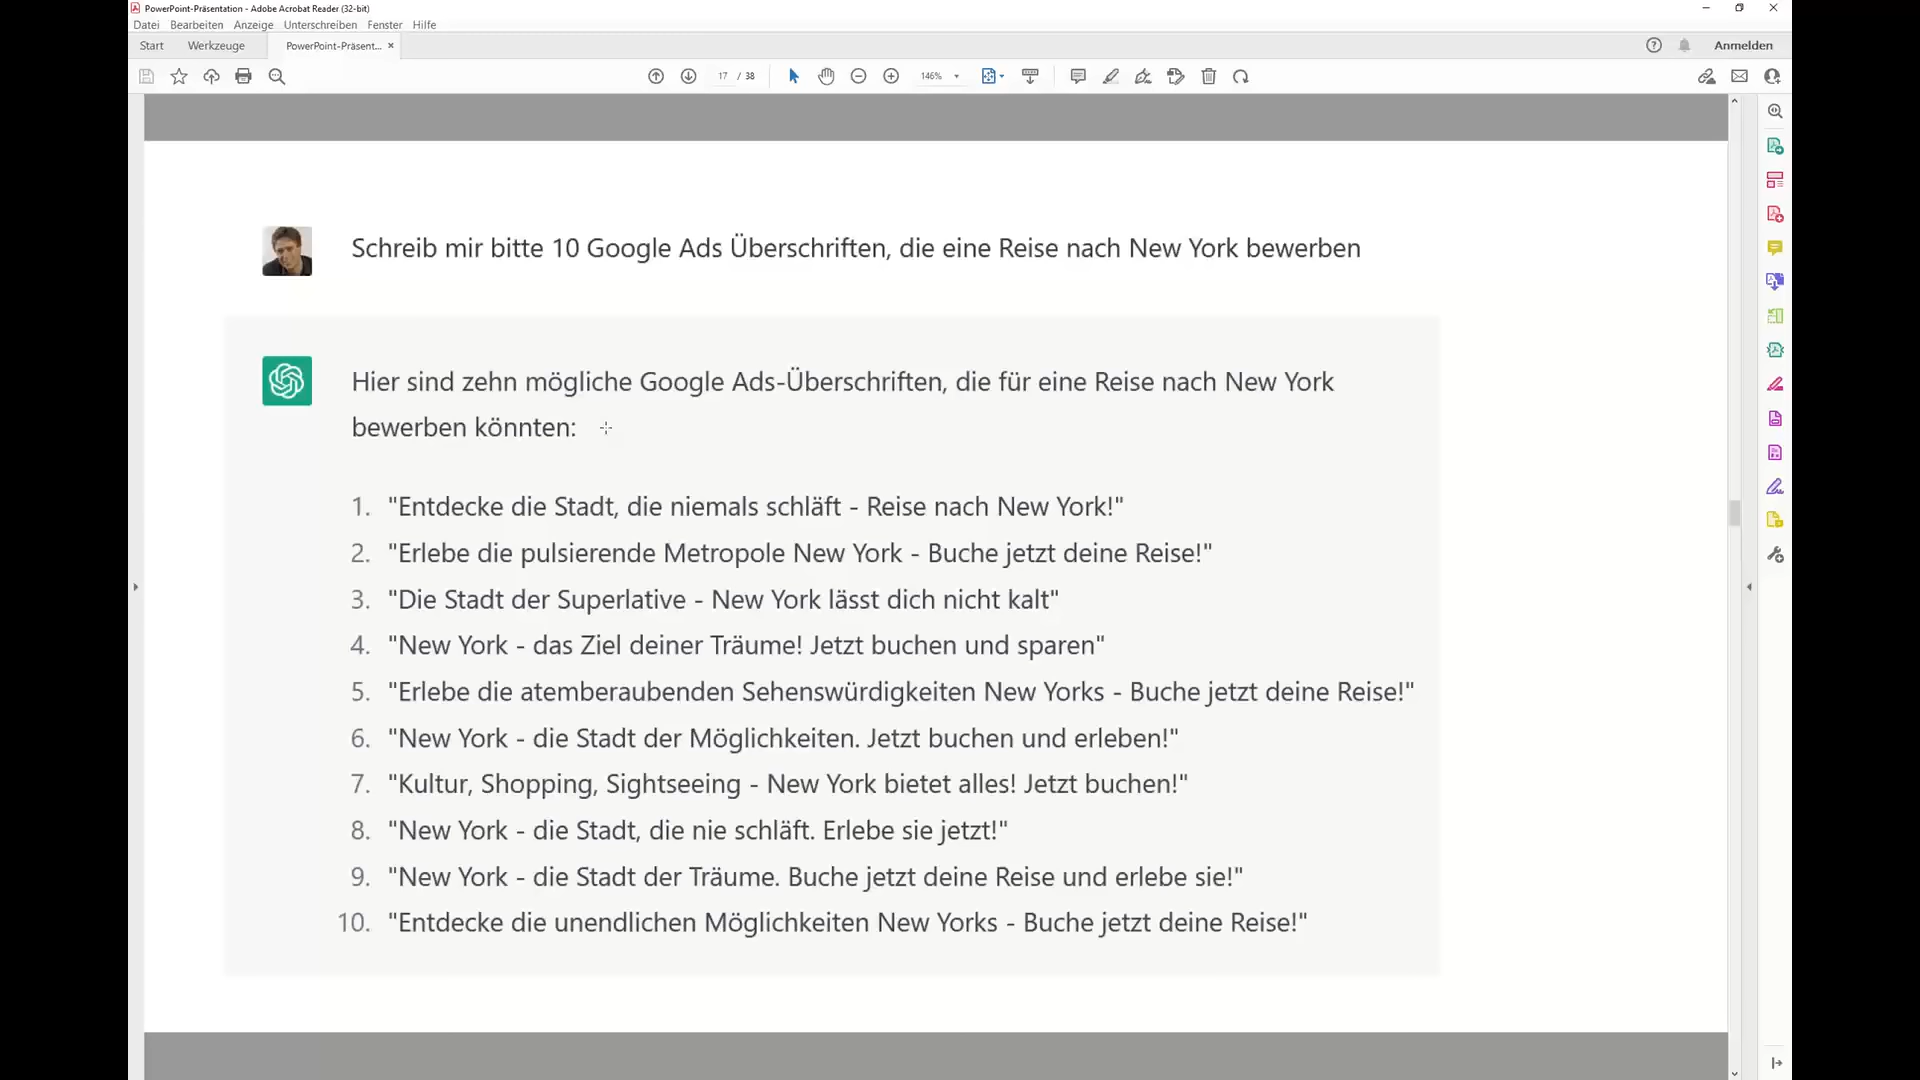 PowerPoint-Präsentation - Adobe Acrobat Reader (32-bit)
Datei Bearbeiten Anzeige Unterschreiben Fenster Hilfe
Start Werkzeuge PowerPoint-Präsent... × Anmelden
17 / 38 146%
Schreib mir bitte 10 Google Ads Überschriften, die eine Reise nach New York bewerben
Hier sind zehn mögliche Google Ads-Überschriften, die für eine Reise nach New York
bewerben könnten:
1. "Entdecke die Stadt, die niemals schläft - Reise nach New York!"
2. "Erlebe die pulsierende Metropole New York - Buche jetzt deine Reise!"
3. "Die Stadt der Superlative - New York lässt dich nicht kalt"
4. "New York - das Ziel deiner Träume! Jetzt buchen und sparen"
5. "Erlebe die atemberaubenden Sehenswürdigkeiten New Yorks - Buche jetzt deine Reise!"
6. "New York - die Stadt der Möglichkeiten. Jetzt buchen und erleben!"
7. "Kultur, Shopping, Sightseeing - New York bietet alles! Jetzt buchen!"
8. "New York - die Stadt, die nie schläft. Erlebe sie jetzt!"
9. "New York - die Stadt der Träume. Buche jetzt deine Reise und erlebe sie!"
10. "Entdecke die unendlichen Möglichkeiten New Yorks - Buche jetzt deine Reise!"